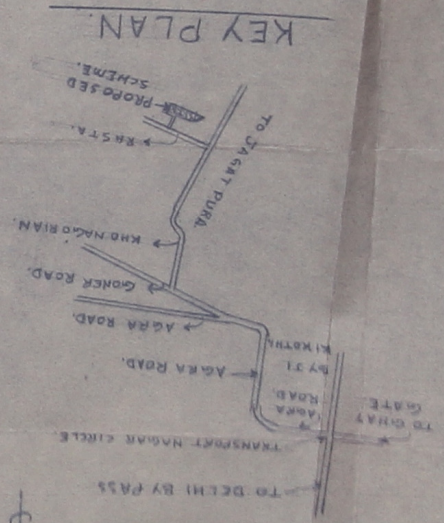 TO DELHI BY PASS
TRANSPORT NAGAR CIRCLE
TO GHAT
GATE
AGRA
ROAD
BY JI
KI KOTHI
AGRA ROAD.
AGRA ROAD.
GONER ROAD.
KHO NAGORIAN.
TO JAGAT PURA
RASTA.
PROPOSED
SCHEME.
KEY PLAN.